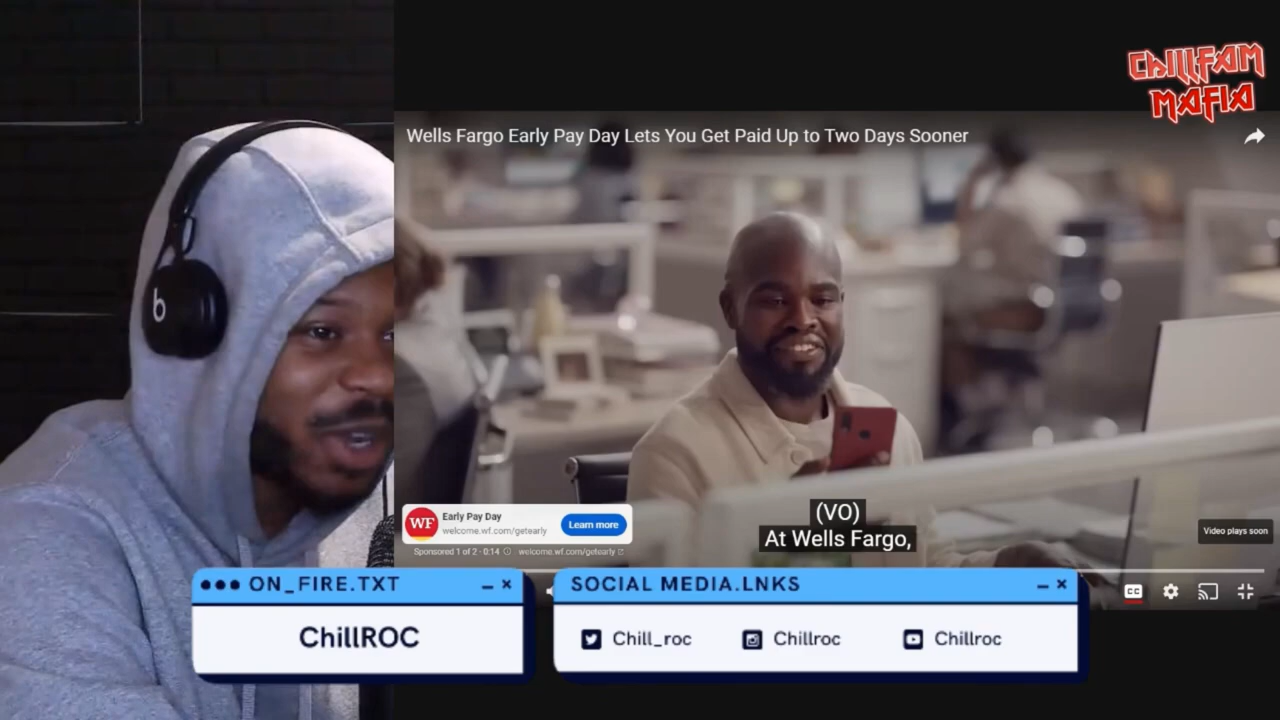 ChillFAM
MAFIA
Wells Fargo Early Pay Day Lets You Get Paid Up to Two Days Sooner
b
WF
Early Pay Day
welcome.wf.com/getearly
Learn more
Sponsored 1 of 2 · 0:14
welcome.wf.com/getearly
(VO)
At Wells Fargo,
Video plays soon
CC
ON_FIRE.TXT
ChillROC
SOCIAL MEDIA.LNKS
Chill_roc
Chillroc
Chillroc